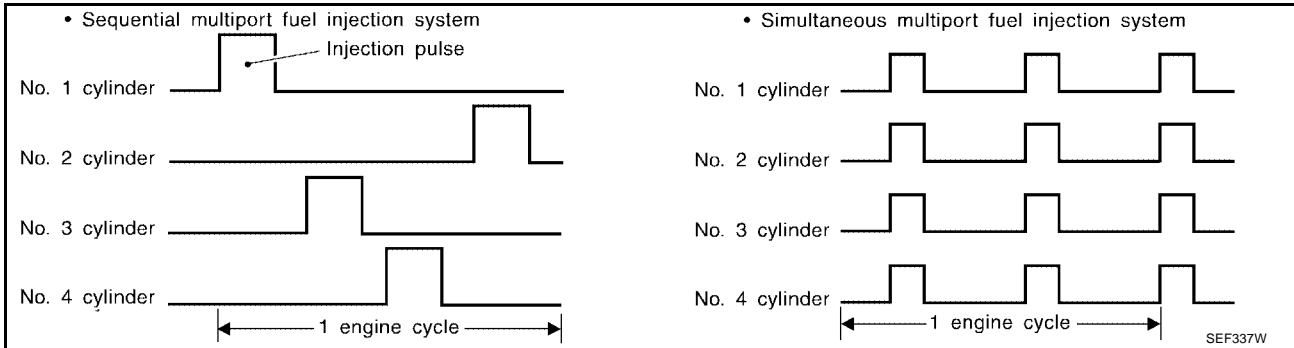 • Sequential multiport fuel injection system
Injection pulse
No. 1 cylinder
No. 2 cylinder
No. 3 cylinder
No. 4 cylinder
1 engine cycle
• Simultaneous multiport fuel injection system
No. 1 cylinder
No. 2 cylinder
No. 3 cylinder
No. 4 cylinder
1 engine cycle
SEF337W